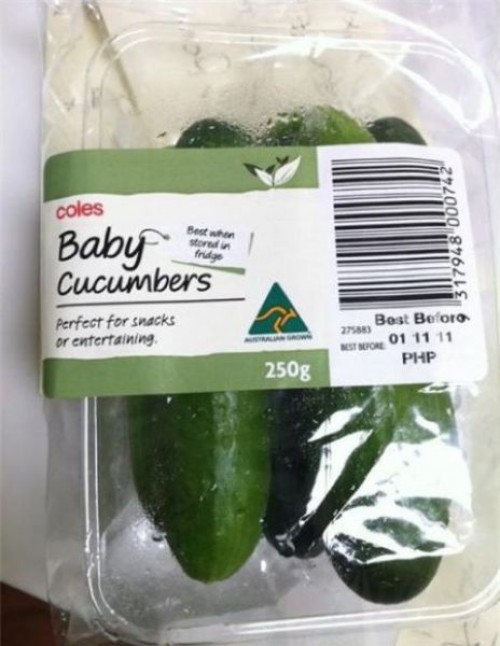 coles
Baby
Cucumbers
Best when
stored in
fridge
Perfect for snacks
or entertaining.
AUSTRALIAN GROWN
250g
9 317948 000742
Best Before
275883
BEST BEFORE: 01 11 11
PHP